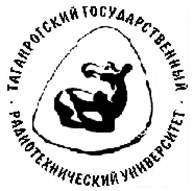 ТАГАНРОГСКИЙ ГОСУДАРСТВЕННЫЙ
РАДИОТЕХНИЧЕСКИЙ УНИВЕРСИТЕТ